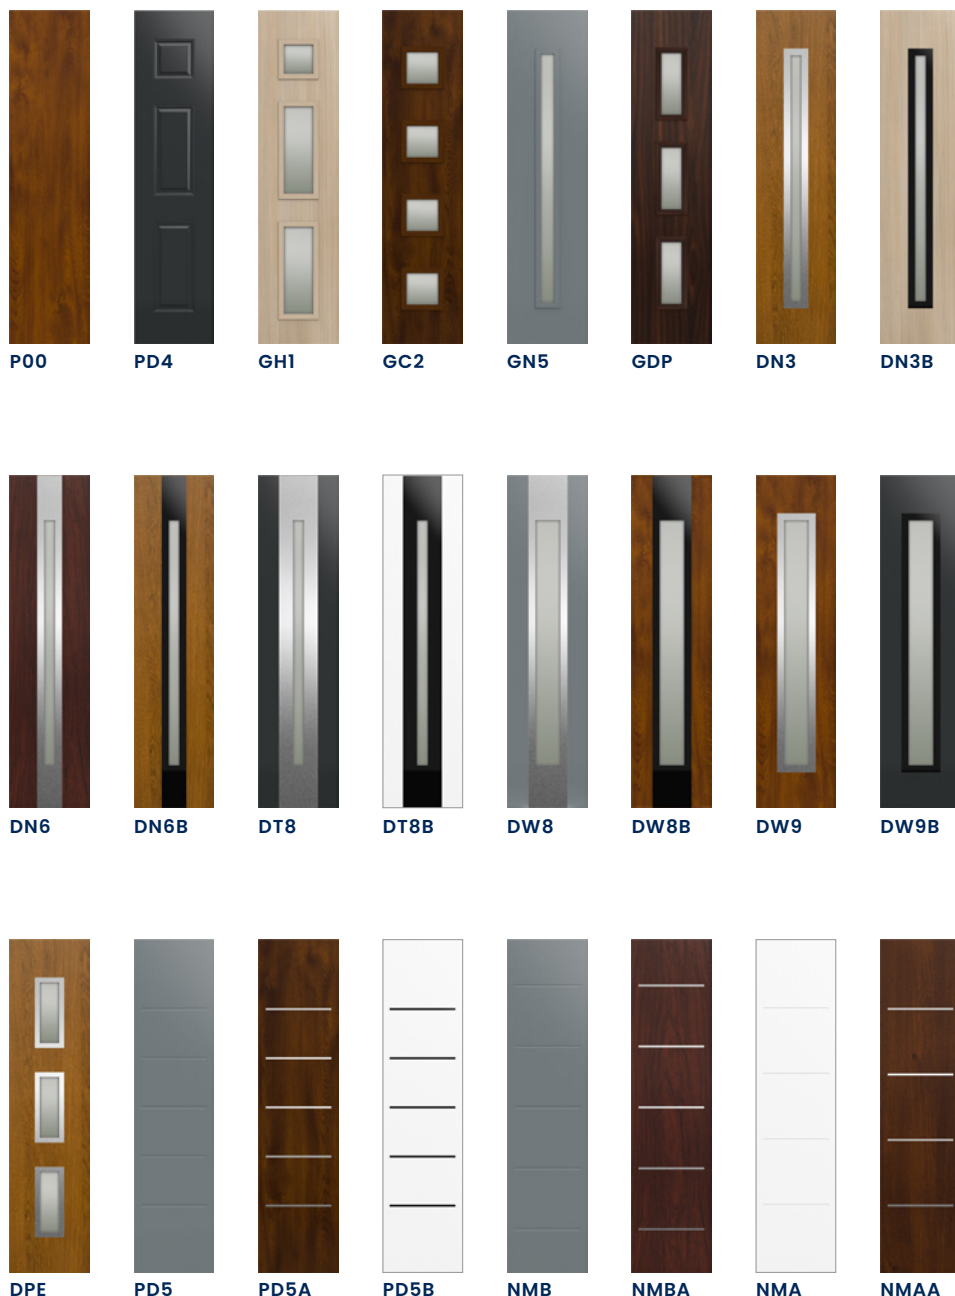 P00 PD4 GH1 GC2 GN5 GDP DN3 DN3B
DN6 DN6B DT8 DT8B DW8 DW8B DW9 DW9B
DPE PD5 PD5A PD5B NMB NMBA NMA NMAA